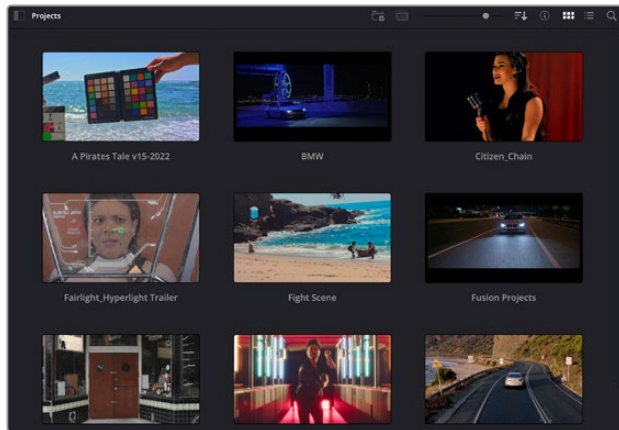 Projects
A Pirates Tale v15-2022
BMW
Citizen_Chain
Fairlight_Hyperlight Trailer
Fight Scene
Fusion Projects